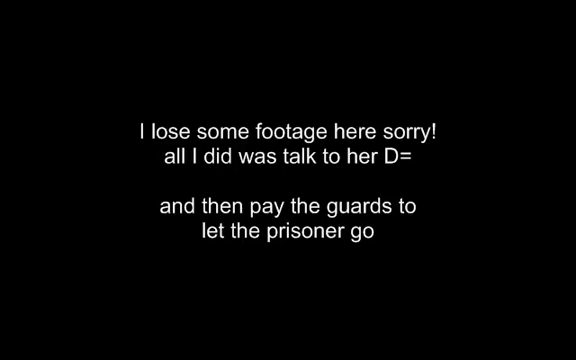 I lose some footage here sorry!
all I did was talk to her D=
and then pay the guards to
let the prisoner go